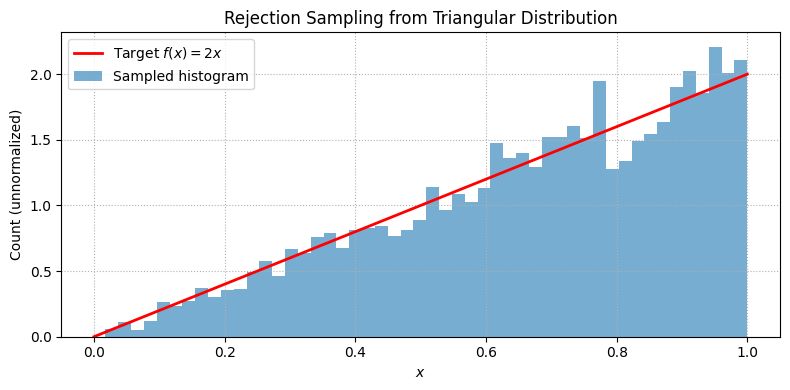 Rejection Sampling from Triangular Distribution
Target f(x) = 2x
Sampled histogram
Count (unnormalized)
2.0
1.5
1.0
0.5
0.0
0.0 0.2 0.4 0.6 0.8 1.0
x